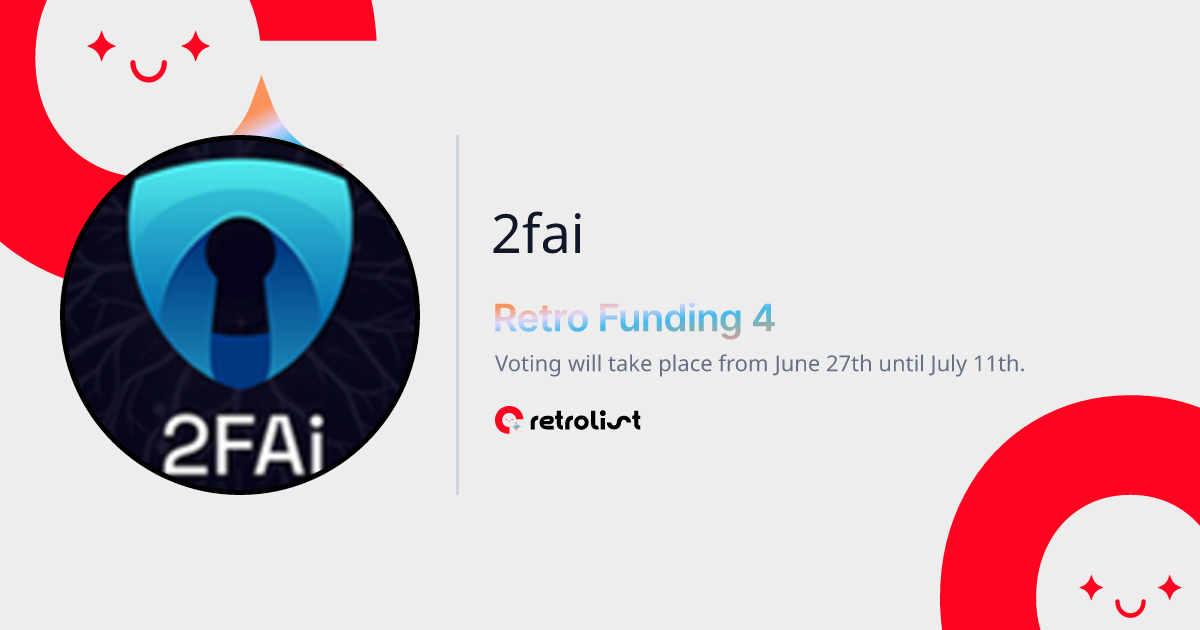 2FAi
2fai
Retro Funding 4
Voting will take place from June 27th until July 11th.
retrolist